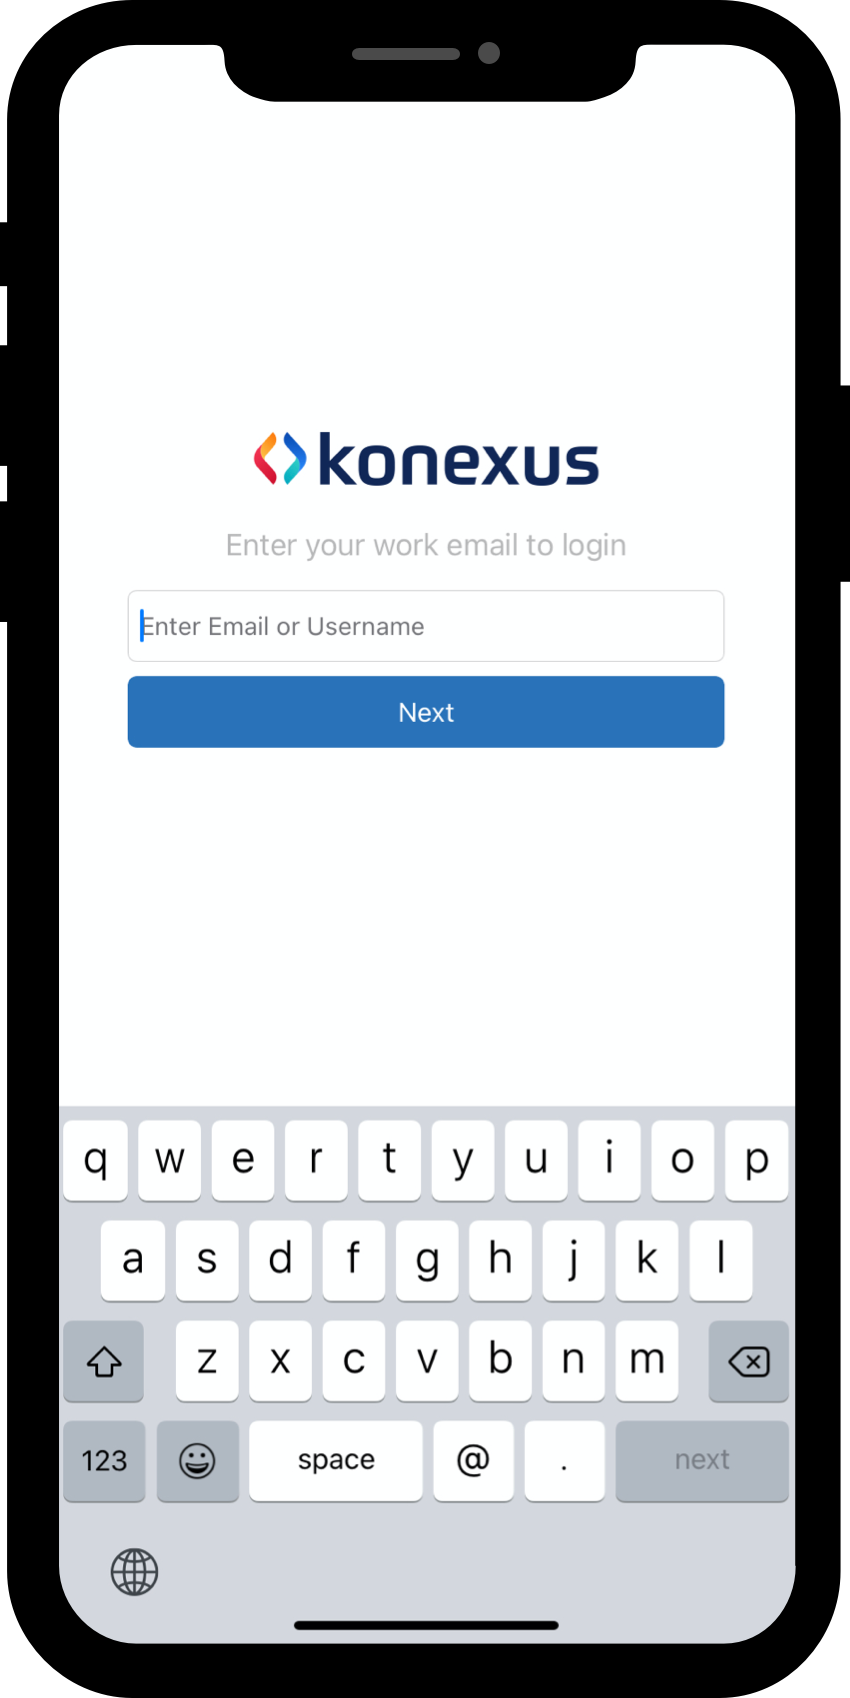 konexus
Enter your work email to login
Enter Email or Username
Next
q w e r t y u i o p
a s d f g h j k l
z x c v b n m
123 space @ . next